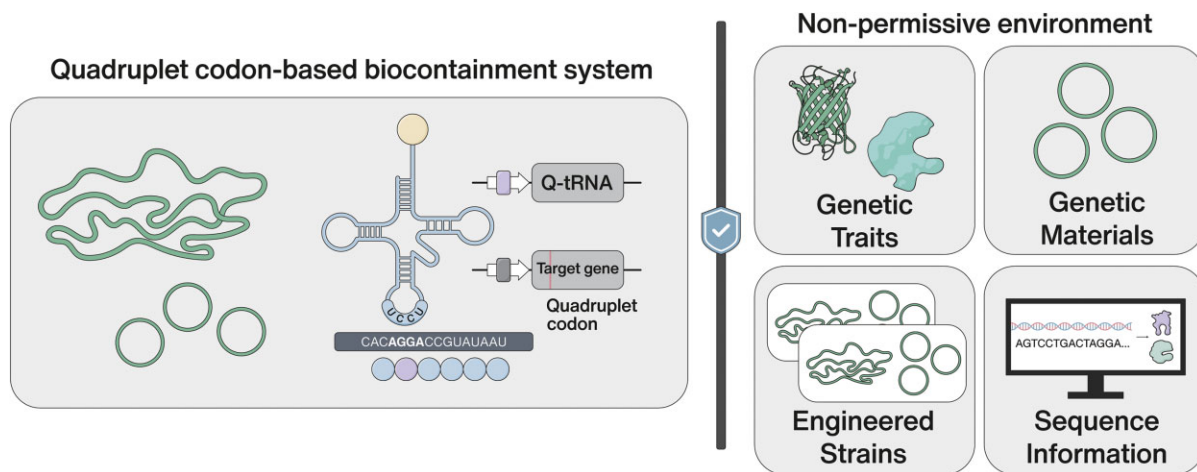 Quadruplet codon-based biocontainment system
Q-tRNA
Target gene
Quadruplet
codon
UCCU
CACAGGACCGUAUAAU
Non-permissive environment
Genetic
Traits
Genetic
Materials
Engineered
Strains
AGTCCTGACTAGGA...
Sequence
Information